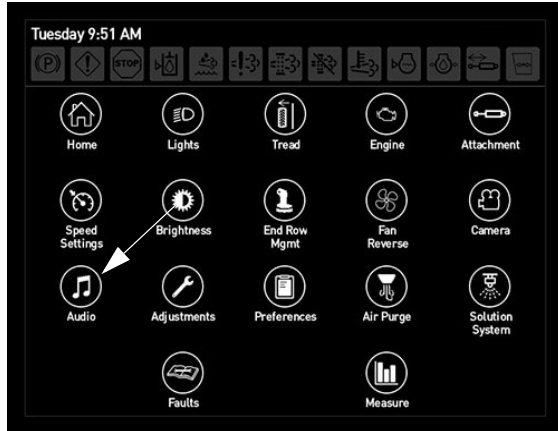 Tuesday 9:51 AM
(P) STOP
Home Lights Tread Engine Attachment
Speed Settings Brightness End Row Mgmt Fan Reverse Camera
Audio Adjustments Preferences Air Purge Solution System
Faults Measure